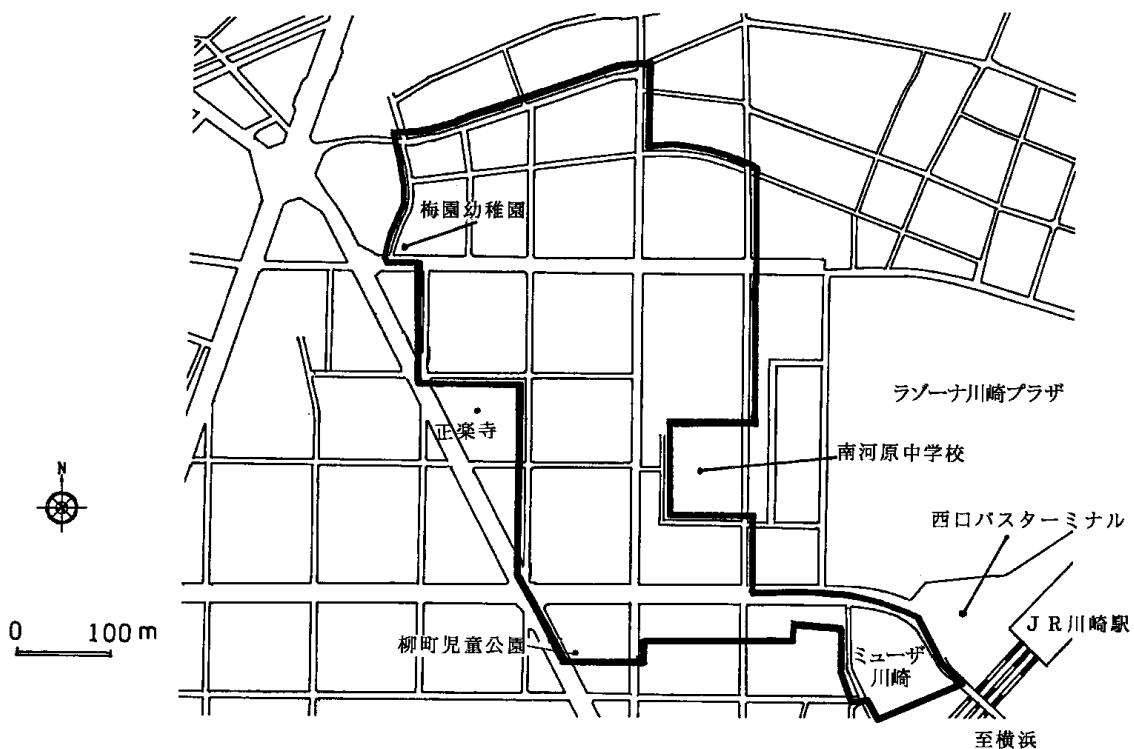 梅園幼稚園
ラゾーナ川崎プラザ
正楽寺
南河原中学校
N
西口バスターミナル
0 100m
JR川崎駅
柳町児童公園
ミューザ
川崎
至横浜